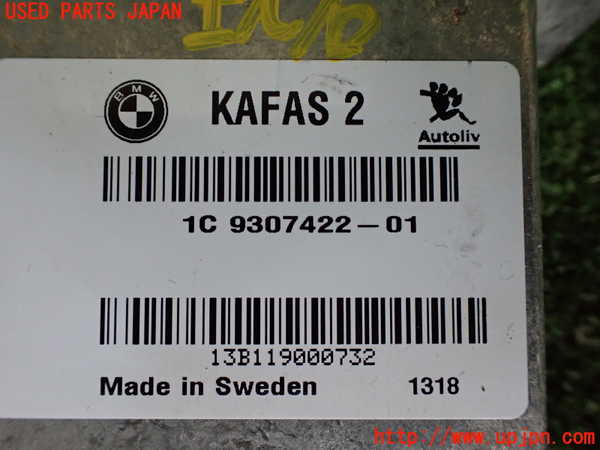 USED PARTS JAPAN
BMW
KAFAS 2
Autoliv
1C 9307422-01
13B119000732
Made in Sweden 1318
http://www.upjpn.com